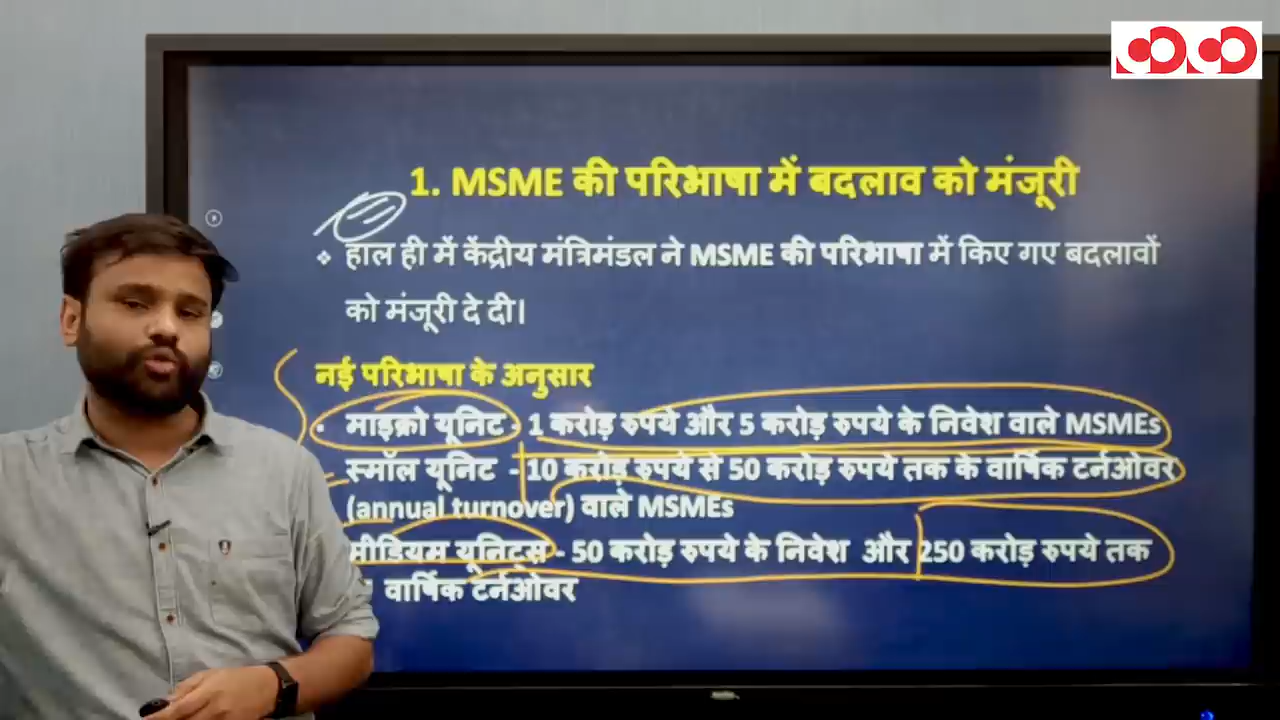 1. MSME की परिभाषा में बदलाव को मंजूरी
❖ हाल ही में केंद्रीय मंत्रिमंडल ने MSME की परिभाषा में किए गए बदलावों
को मंजूरी दे दी।
नई परिभाषा के अनुसार
• माइक्रो यूनिट - 1 करोड़ रुपये और 5 करोड़ रुपये के निवेश वाले MSMEs
स्मॉल यूनिट - 10 करोड़ रुपये से 50 करोड़ रुपये तक के वार्षिक टर्नओवर
(annual turnover) वाले MSMEs
मीडियम यूनिट्स - 50 करोड़ रुपये के निवेश और 250 करोड़ रुपये तक
वार्षिक टर्नओवर